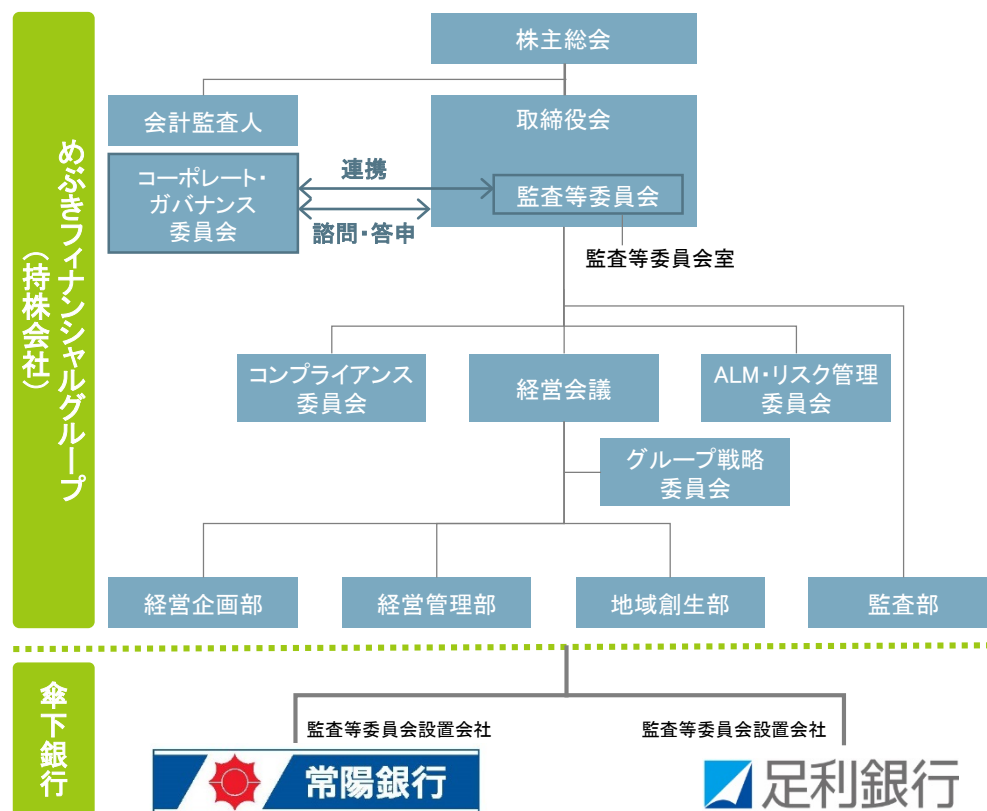 めぶきフィナンシャルグループ
（持株会社）
株主総会
会計監査人
取締役会
コーポレート・
ガバナンス
委員会
連携
諮問・答申
監査等委員会
監査等委員会室
コンプライアンス
委員会
経営会議
ALM・リスク管理
委員会
グループ戦略
委員会
経営企画部
経営管理部
地域創生部
監査部
傘下銀行
監査等委員会設置会社
監査等委員会設置会社
常陽銀行
足利銀行